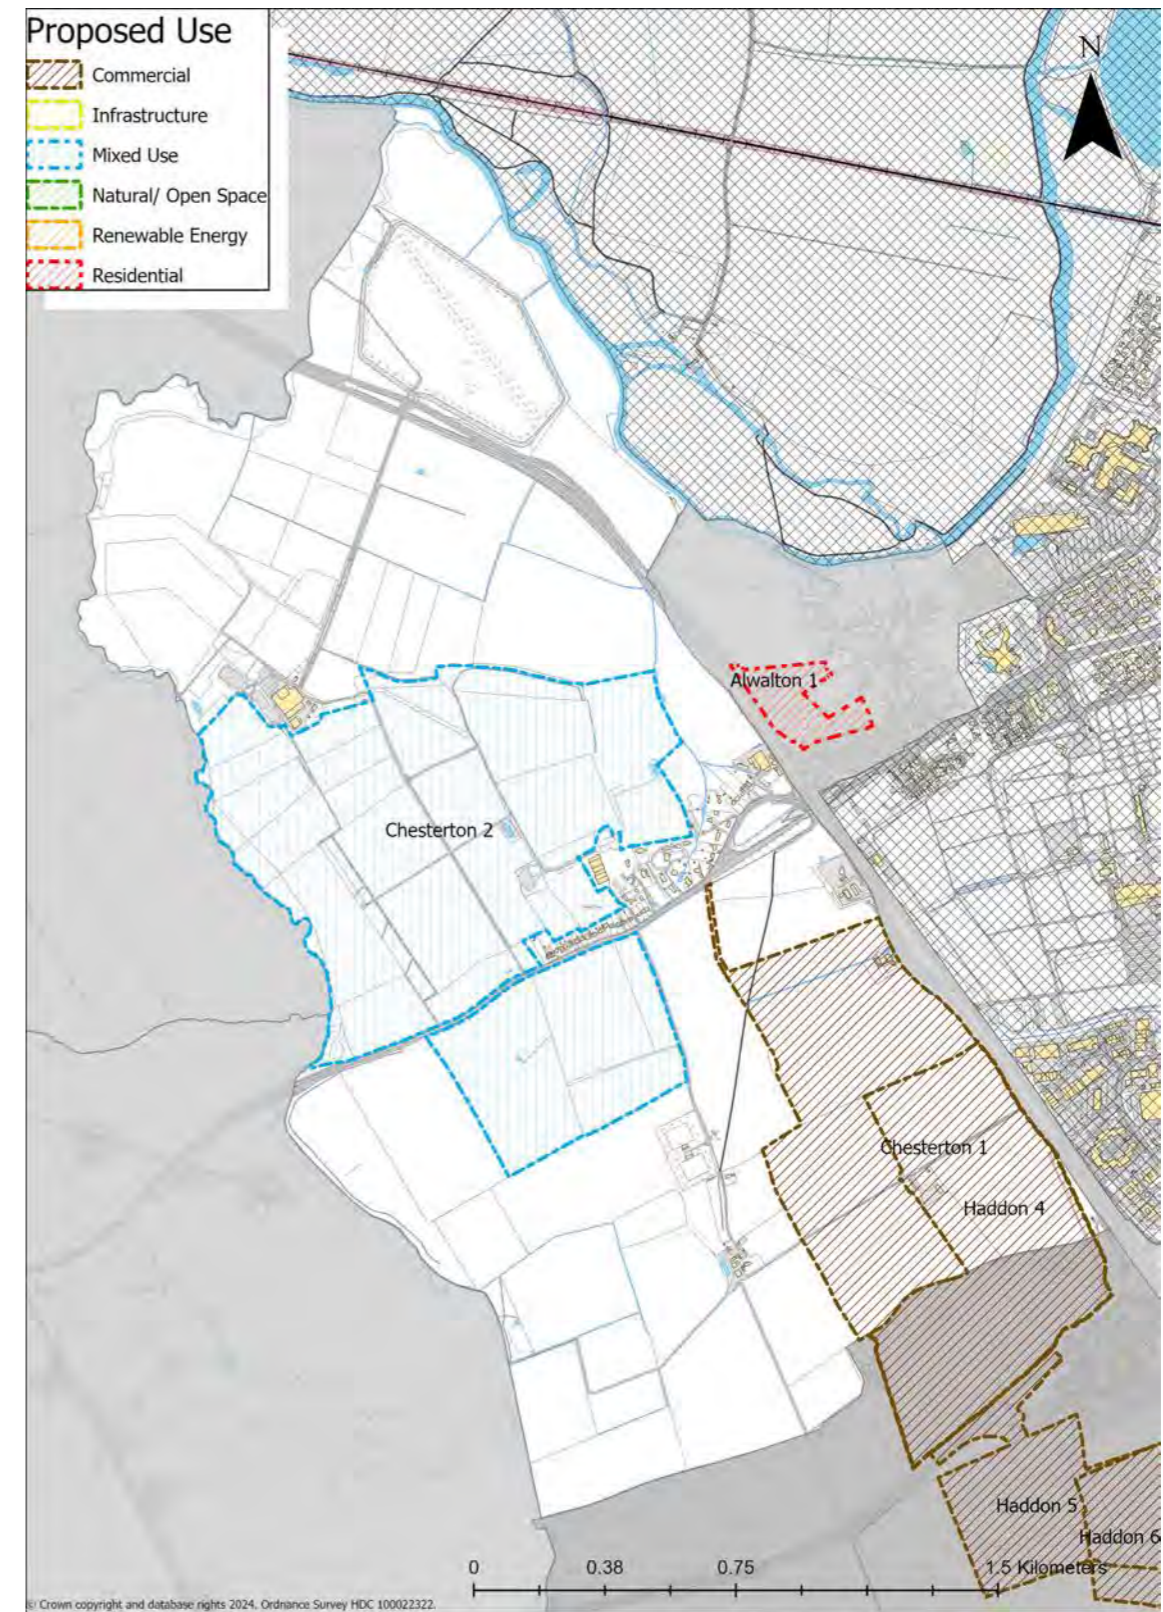 Proposed Use
Commercial
Infrastructure
Mixed Use
Natural/ Open Space
Renewable Energy
Residential
N
Alwalton 1
Chesterton 2
Chesterton 1
Haddon 4
Haddon 5
Haddon 6
0 0.38 0.75 1.5 Kilometers
© Crown copyright and database rights 2024. Ordnance Survey HDC 100022322.